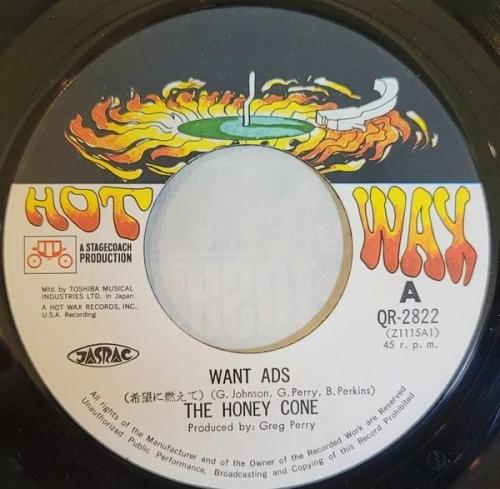 HOT WAX
A STAGECOACH
PRODUCTION
Mfd. by TOSHIBA MUSICAL
INDUSTRIES LTD. in Japan
A HOT WAX RECORDS, INC.,
U.S.A. Recording
A
QR-2822
(Z1115A1)
45 r. p. m.
JASRAC
WANT ADS
(希望に燃えて) (G. Johnson, G. Perry, B. Perkins)
THE HONEY CONE
Produced by: Greg Perry
All rights of the Manufacturer and of the Owner of the Recorded Work are Reserved
Unauthorized Public Performance, Broadcasting and Copying of this Record Prohibited